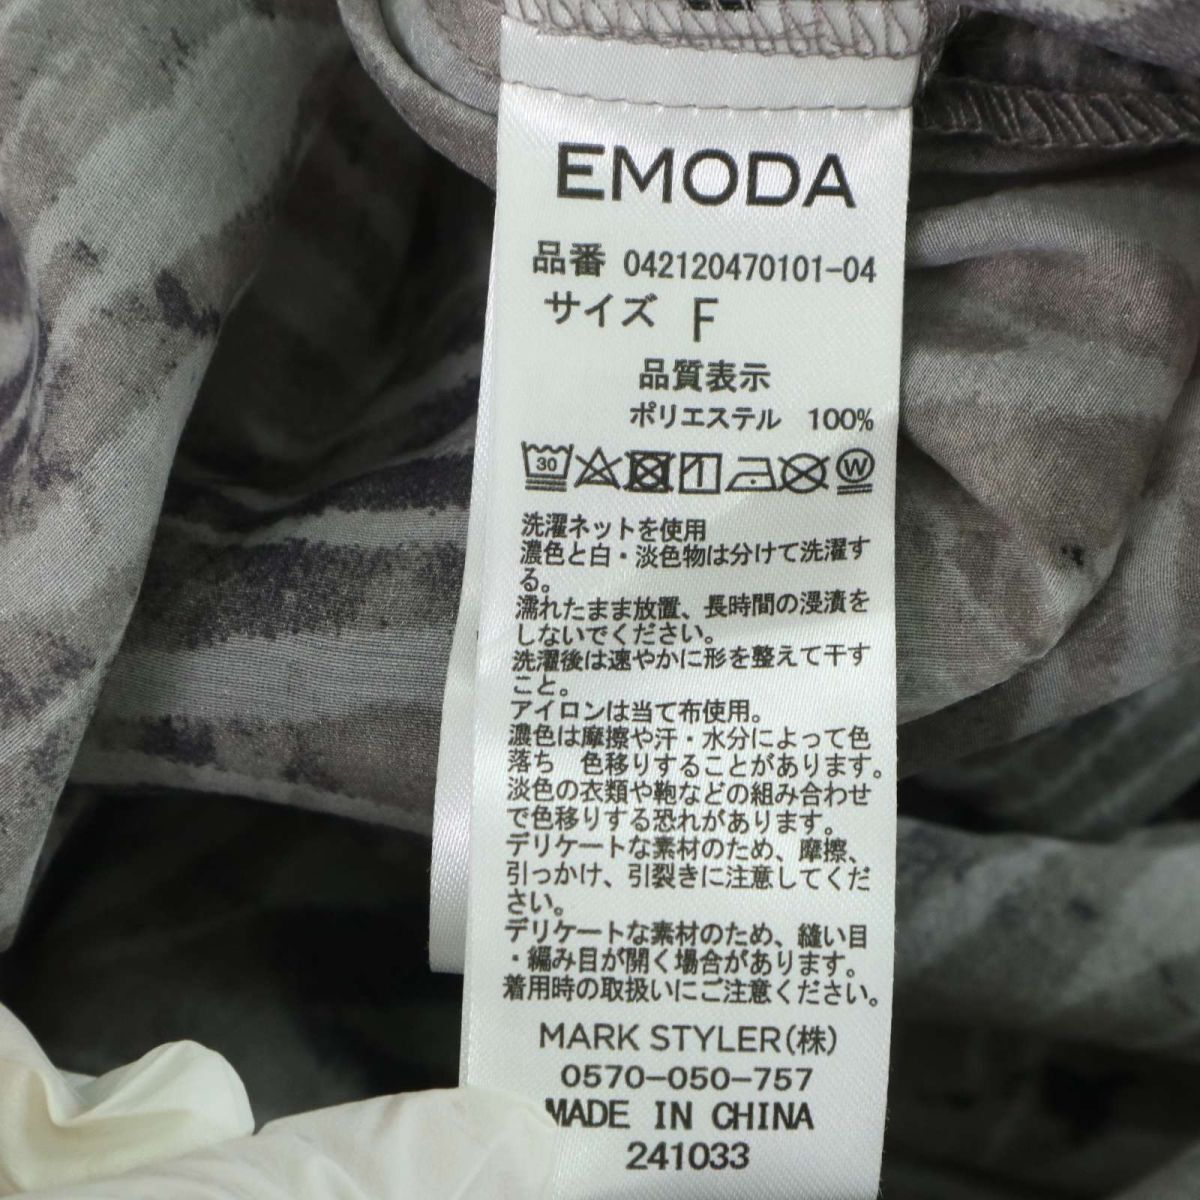 EMODA
品番 042120470101-04
サイズ F
品質表示
ポリエステル 100%
30 W
洗濯ネットを使用
濃色と白・淡色物は分けて洗濯す
る。
濡れたまま放置、長時間の浸漬を
しないでください。
洗濯後は速やかに形を整えて干す
こと。
アイロンは当て布使用。
濃色は摩擦や汗・水分によって色
落ち 色移りすることがあります。
淡色の衣類や鞄などの組み合わせ
で色移りする恐れがあります。
デリケートな素材のため、摩擦、
引っかけ、引裂きに注意してくだ
さい。
デリケートな素材のため、縫い目
・編み目が開く場合があります。
着用時の取扱いにご注意ください。
MARK STYLER(株)
0570-050-757
MADE IN CHINA
241033